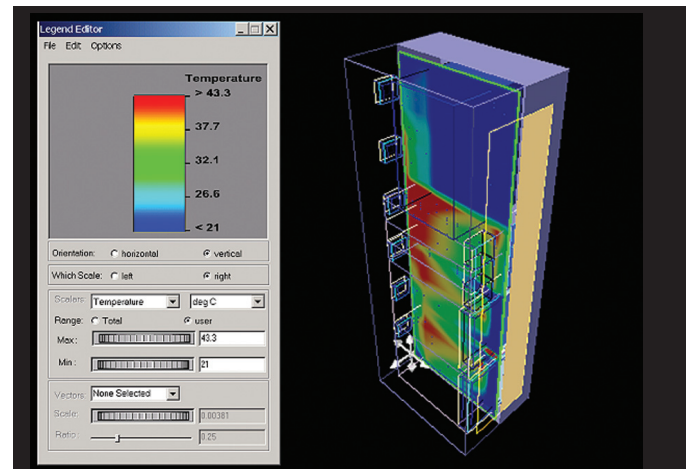 Legend Editor
File Edit Options
Temperature
> 43.3
37.7
32.1
26.6
< 21
Orientation: horizontal vertical
Which Scale: left right
Scalers Temperature deg C
Range: Total user
Max: 43.3
Min: 21
Vectors: None Selected
Scale: 0.00381
Ratio: 0.25